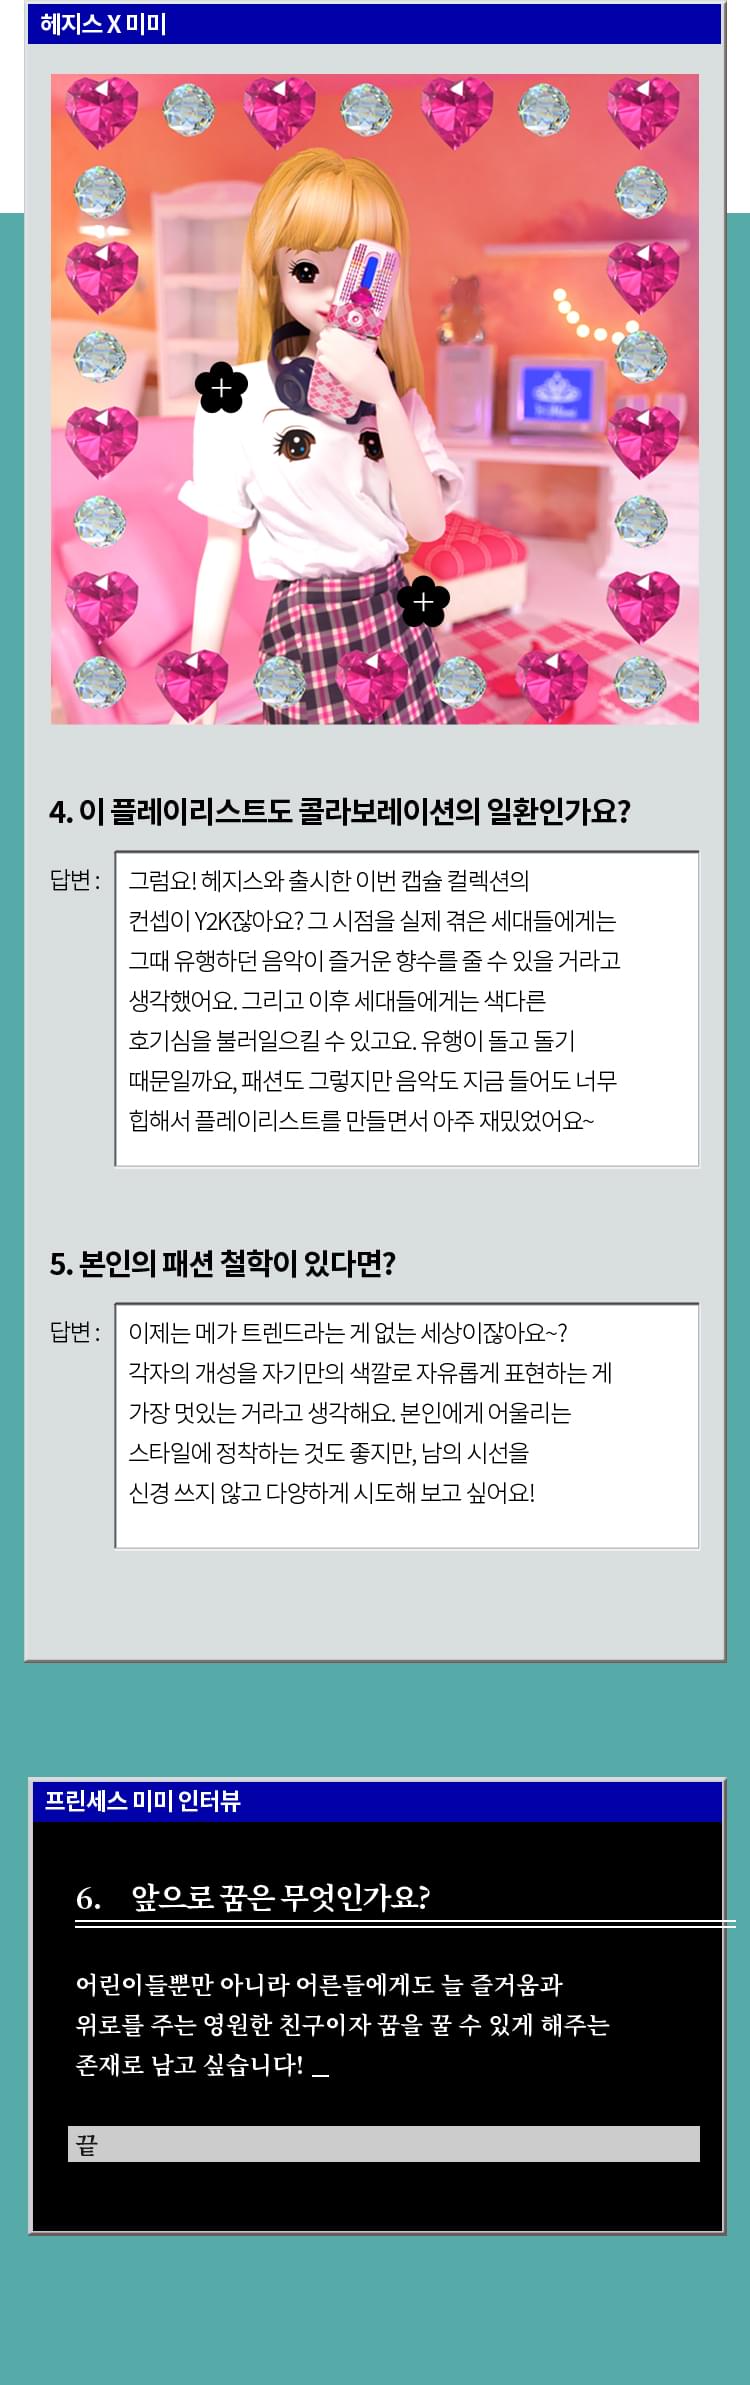 헤지스 X 미미
4. 이 플레이리스트도 콜라보레이션의 일환인가요?
답변 :
그럼요! 헤지스와 출시한 이번 캡슐 컬렉션의
컨셉이 Y2K잖아요? 그 시점을 실제 겪은 세대들에게는
그때 유행하던 음악이 즐거운 향수를 줄 수 있을 거라고
생각했어요. 그리고 이후 세대들에게는 색다른
호기심을 불러일으킬 수 있고요. 유행이 돌고 돌기
때문일까요, 패션도 그렇지만 음악도 지금 들어도 너무
힙해서 플레이리스트를 만들면서 아주 재밌었어요~
5. 본인의 패션 철학이 있다면?
답변 :
이제는 메가 트렌드라는 게 없는 세상이잖아요~?
각자의 개성을 자기만의 색깔로 자유롭게 표현하는 게
가장 멋있는 거라고 생각해요. 본인에게 어울리는
스타일에 정착하는 것도 좋지만, 남의 시선을
신경 쓰지 않고 다양하게 시도해 보고 싶어요!
프린세스 미미 인터뷰
6. 앞으로 꿈은 무엇인가요?
어린이들뿐만 아니라 어른들에게도 늘 즐거움과
위로를 주는 영원한 친구이자 꿈을 꿀 수 있게 해주는
존재로 남고 싶습니다! _
끝